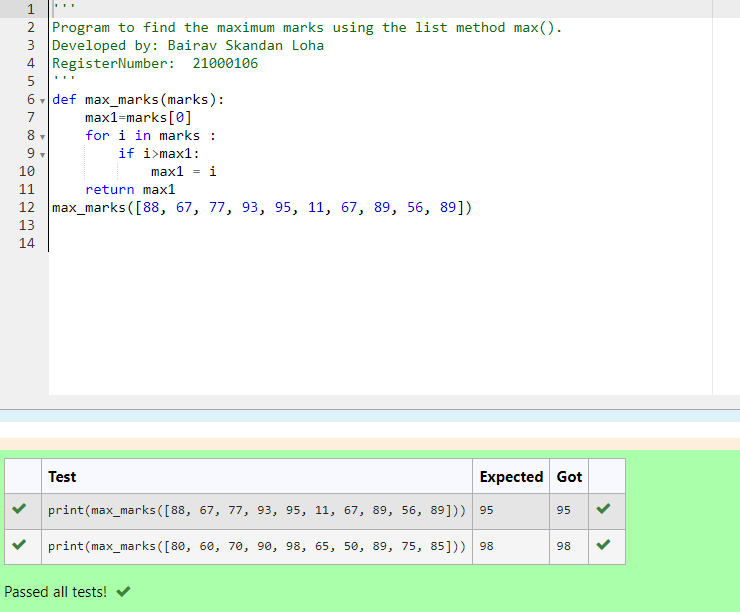 1 '''
2 Program to find the maximum marks using the list method max().
3 Developed by: Bairav Skandan Loha
4 RegisterNumber:  21000106
5 '''
6 def max_marks(marks):
7     max1=marks[0]
8     for i in marks :
9         if i>max1:
10             max1 = i
11     return max1
12 max_marks([88, 67, 77, 93, 95, 11, 67, 89, 56, 89])
13
14
Test Expected Got
print(max_marks([88, 67, 77, 93, 95, 11, 67, 89, 56, 89])) 95 95
print(max_marks([80, 60, 70, 90, 98, 65, 50, 89, 75, 85])) 98 98
Passed all tests!